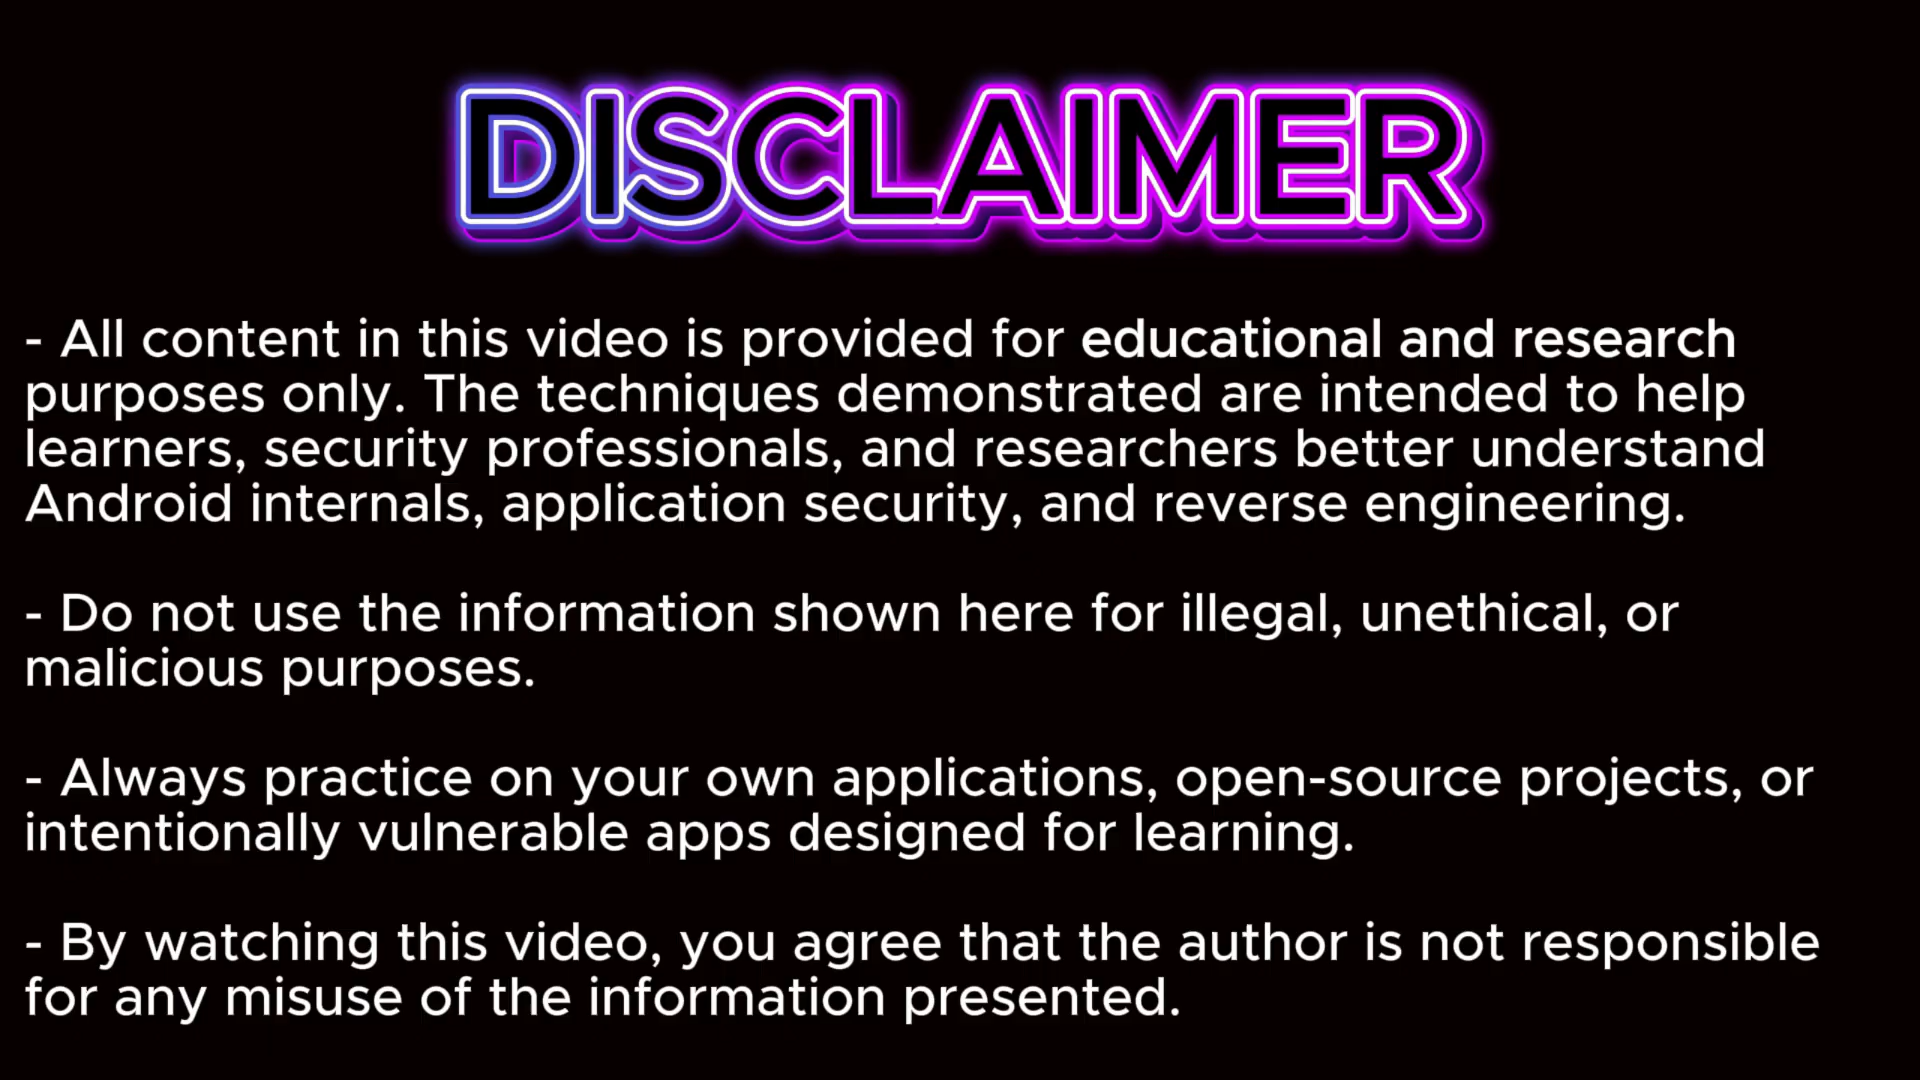 DISCLAIMER
- All content in this video is provided for educational and research
purposes only. The techniques demonstrated are intended to help
learners, security professionals, and researchers better understand
Android internals, application security, and reverse engineering.
- Do not use the information shown here for illegal, unethical, or
malicious purposes.
- Always practice on your own applications, open-source projects, or
intentionally vulnerable apps designed for learning.
- By watching this video, you agree that the author is not responsible
for any misuse of the information presented.